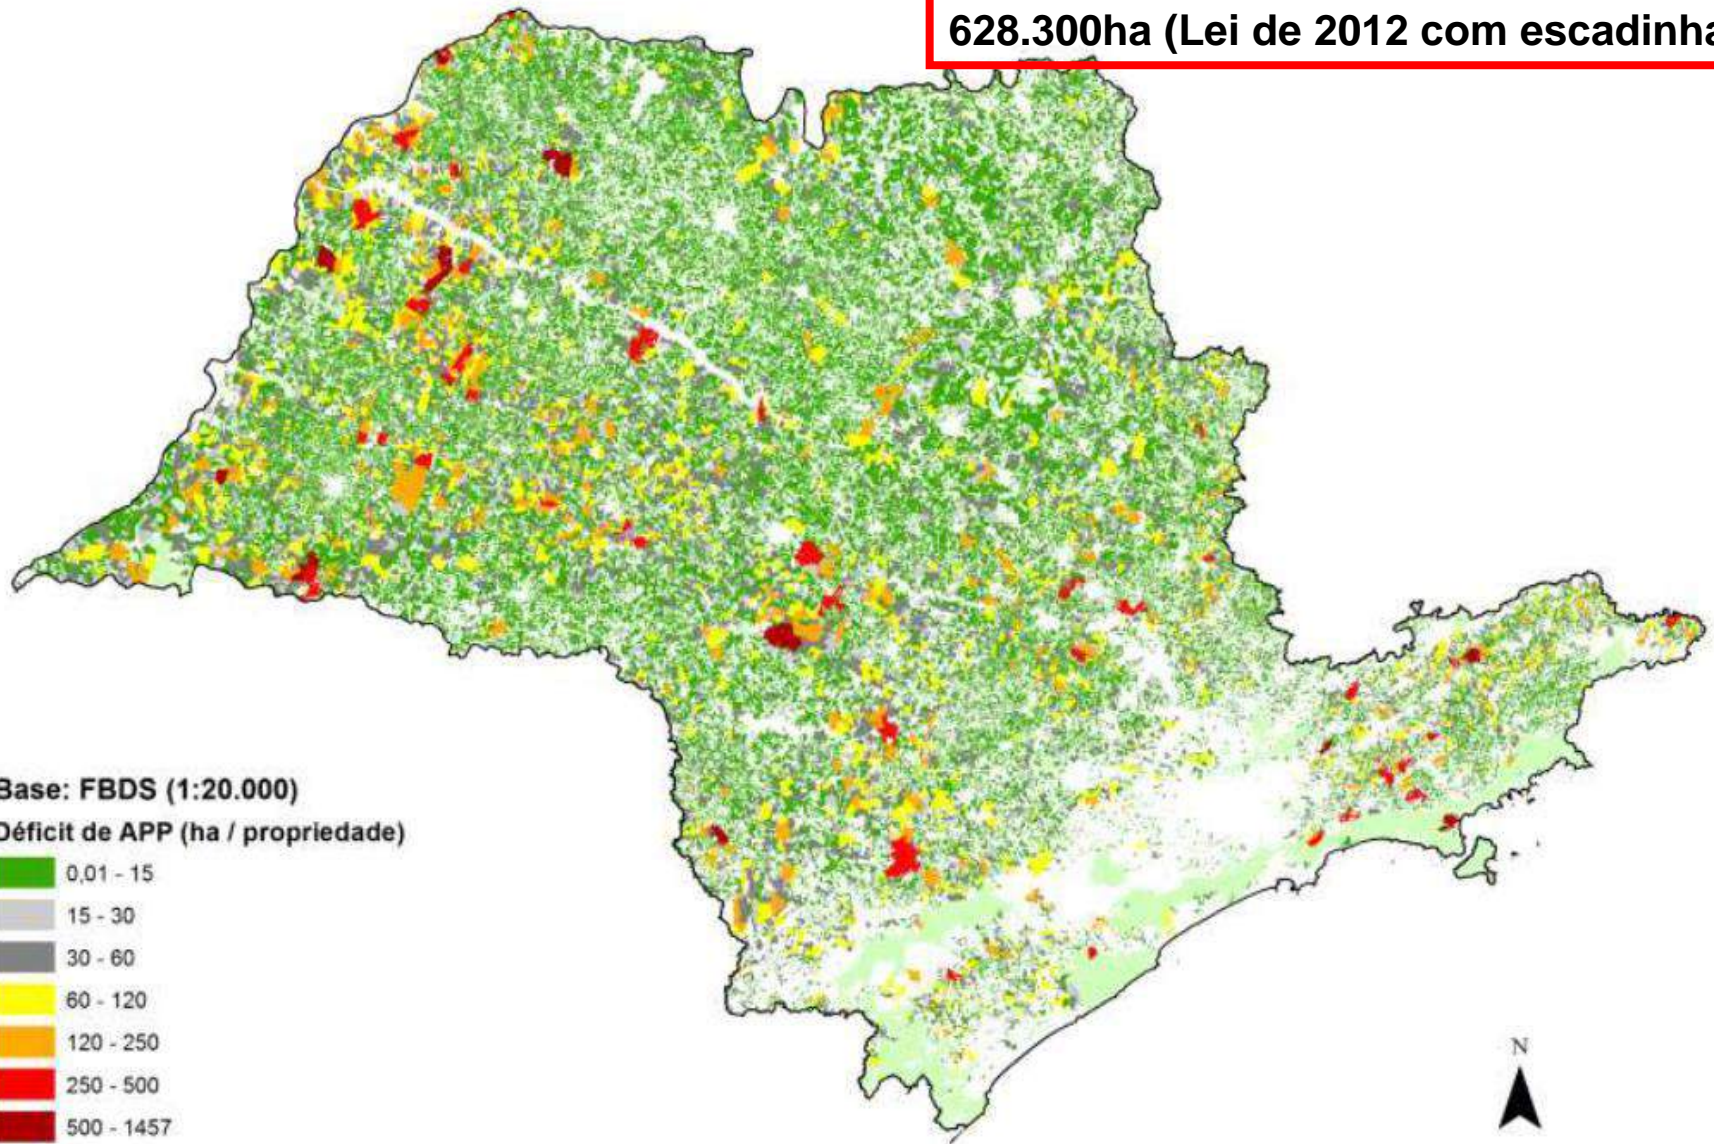 628.300ha (Lei de 2012 com escadinha
Base: FBDS (1:20.000)
Déficit de APP (ha / propriedade)
0,01 - 15
15 - 30
30 - 60
60 - 120
120 - 250
250 - 500
500 - 1457
N